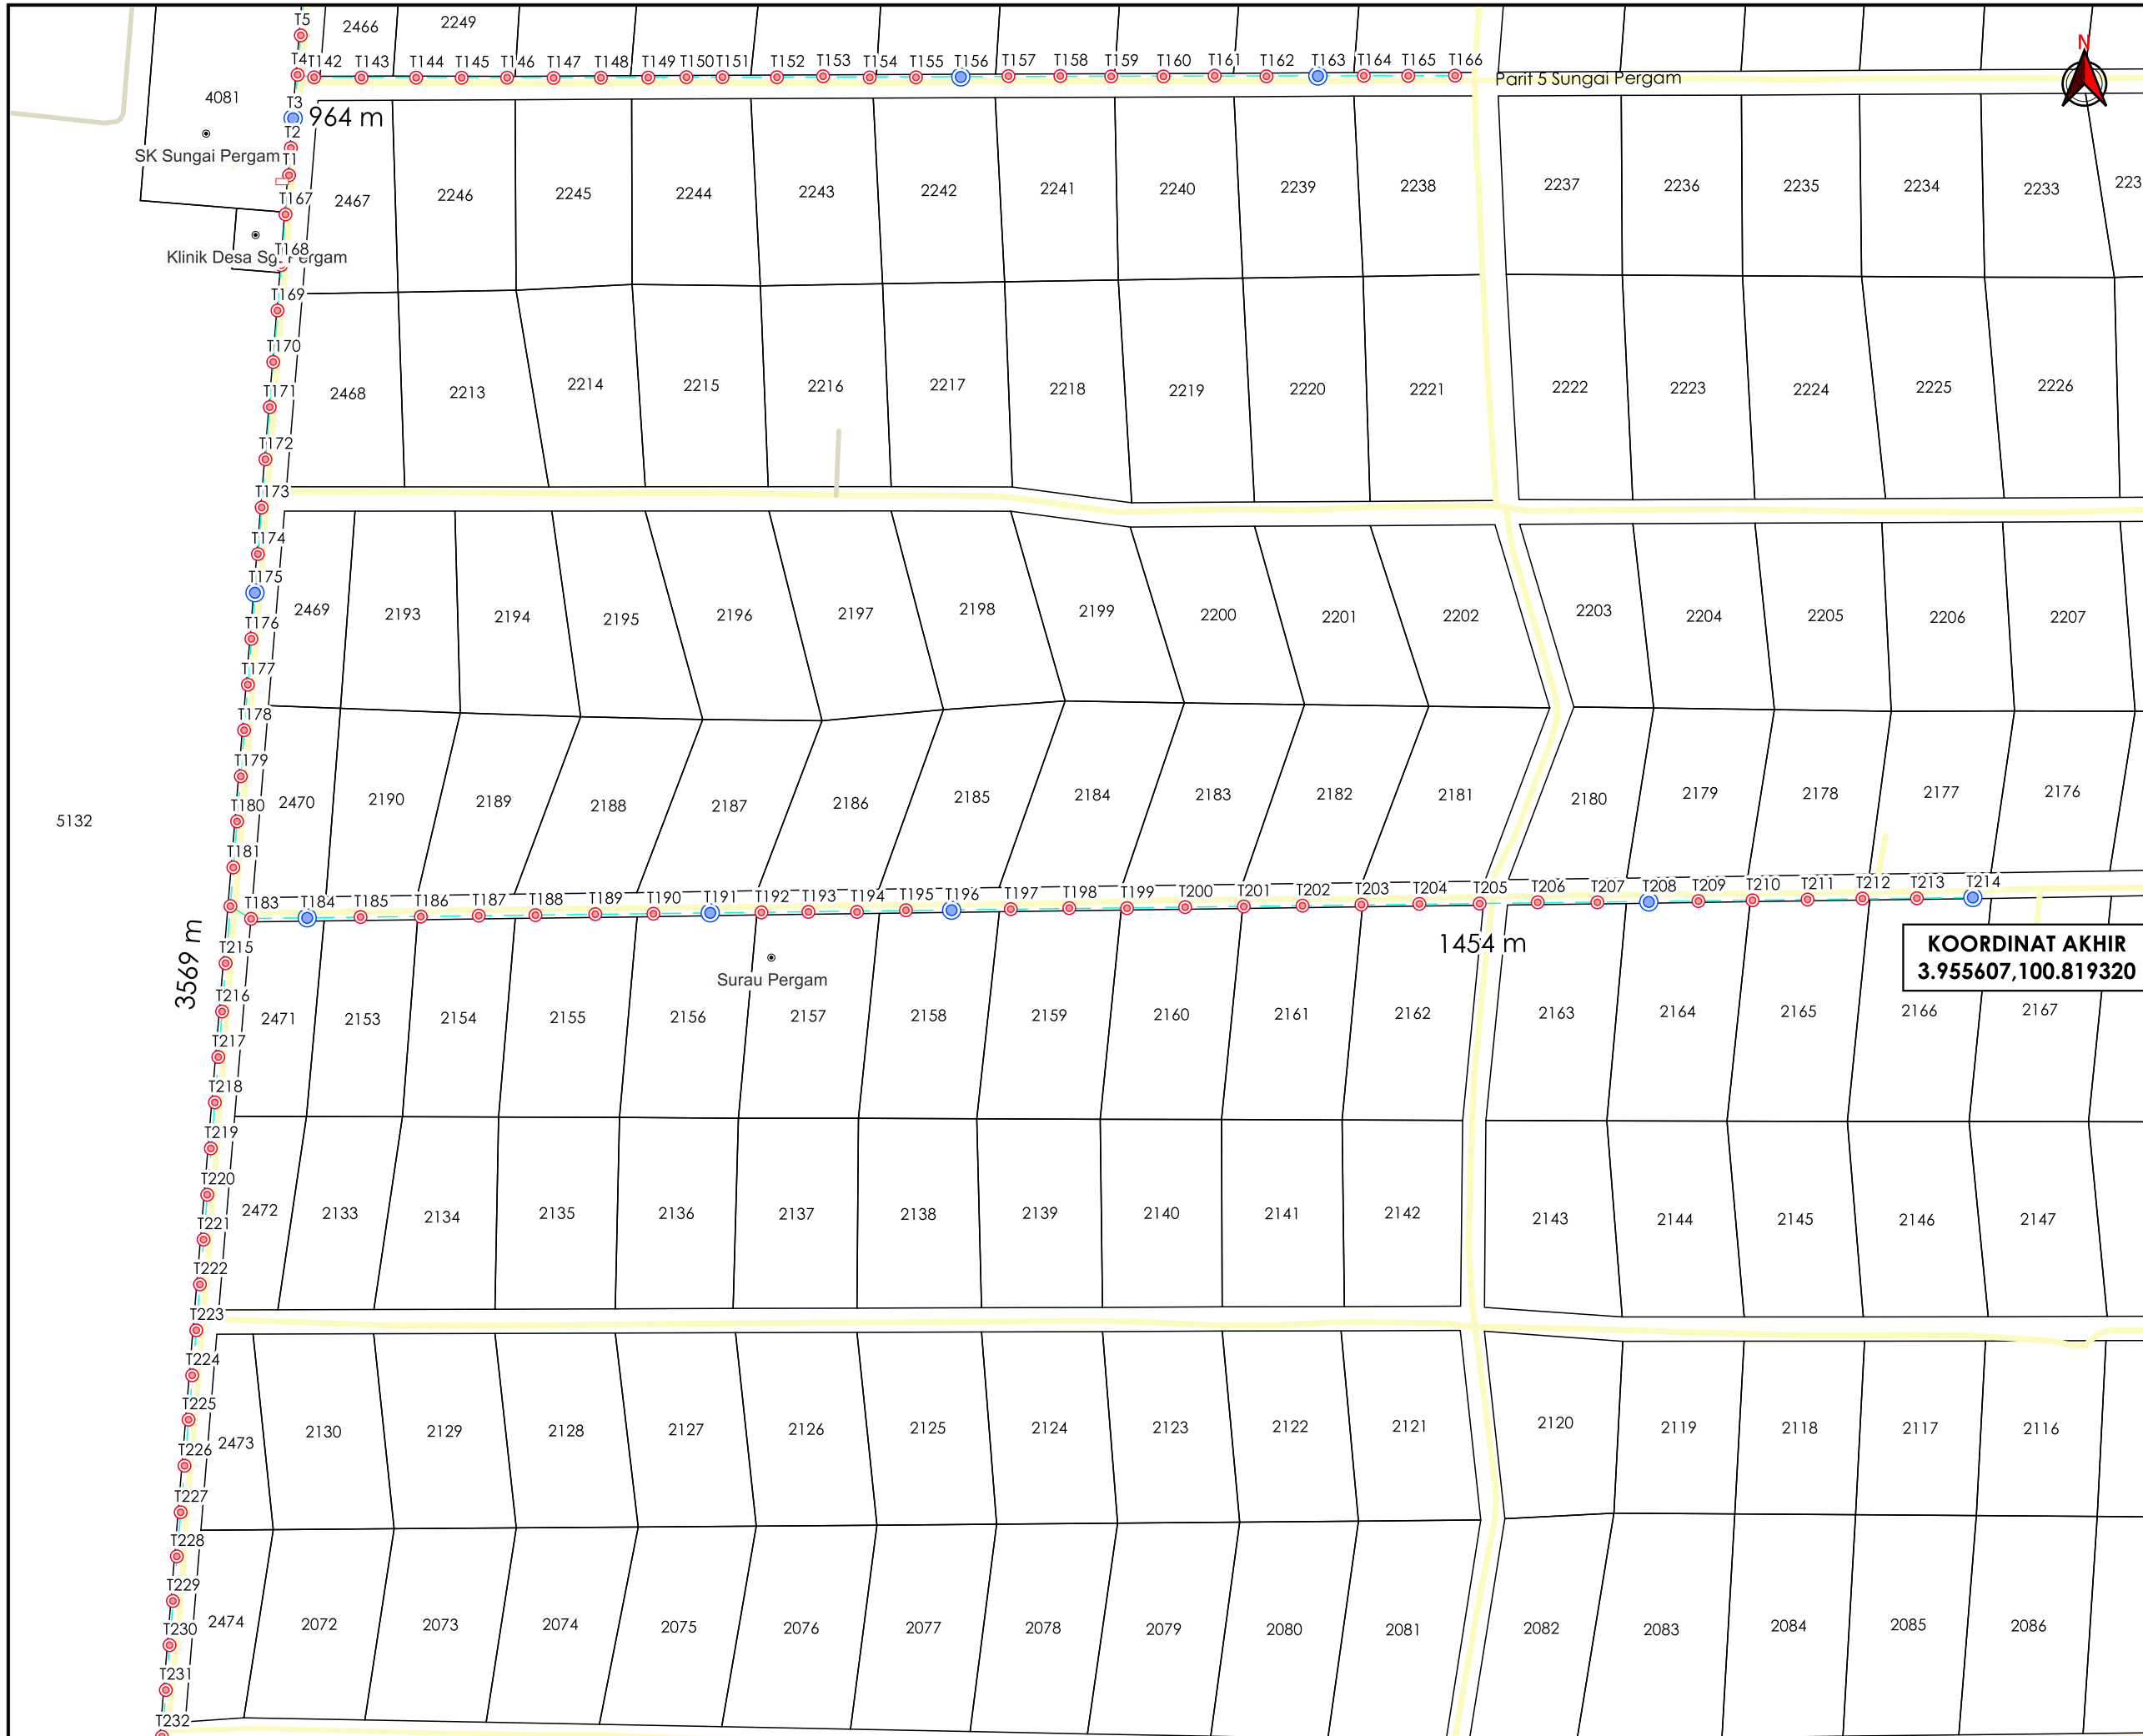 T5 2466 2249
T4 T142 T143 T144 T145 T146 T147 T148 T149 T150 T151 T152 T153 T154 T155 T156 T157 T158 T159 T160 T161 T162 T163 T164 T165 T166
N
Parit 5 Sungai Pergam
4081
T3
964 m
T2
SK Sungai Pergam
T1
T167
2467 2246 2245 2244 2243 2242 2241 2240 2239 2238 2237 2236 2235 2234 2233
T168
Klinik Desa
T169
T170
T171
2468 2213 2214 2215 2216 2217 2218 2219 2220 2221 2222 2223 2224 2225 2226
T172
T173
T174
T175
2469 2193 2194 2195 2196 2197 2198 2199 2200 2201 2202 2203 2204 2205 2206 2207
T176
T177
T178
T179
2470 2190 2189 2188 2187 2186 2185 2184 2183 2182 2181 2180 2179 2178 2177 2176
T180
5132
T181
T183 T184 T185 T186 T187 T188 T189 T190 T191 T192 T193 T194 T195 T196 T197 T198 T199 T200 T201 T202 T203 T204 T205 T206 T207 T208 T209 T210 T211 T212 T213 T214
3569 m
T215
1454 m
KOORDINAT AKHIR
3.955607,100.819320
Surau Pergam
T216
2471 2153 2154 2155 2156 2157 2158 2159 2160 2161 2162 2163 2164 2165 2166 2167
T217
T218
T219
T220
2472 2133 2134 2135 2136 2137 2138 2139 2140 2141 2142 2143 2144 2145 2146 2147
T221
T222
T223
T224
T225
2473 2130 2129 2128 2127 2126 2125 2124 2123 2122 2121 2120 2119 2118 2117 2116
T226
T227
T228
T229
2474 2072 2073 2074 2075 2076 2077 2078 2079 2080 2081 2082 2083 2084 2085 2086
T230
T231
T232